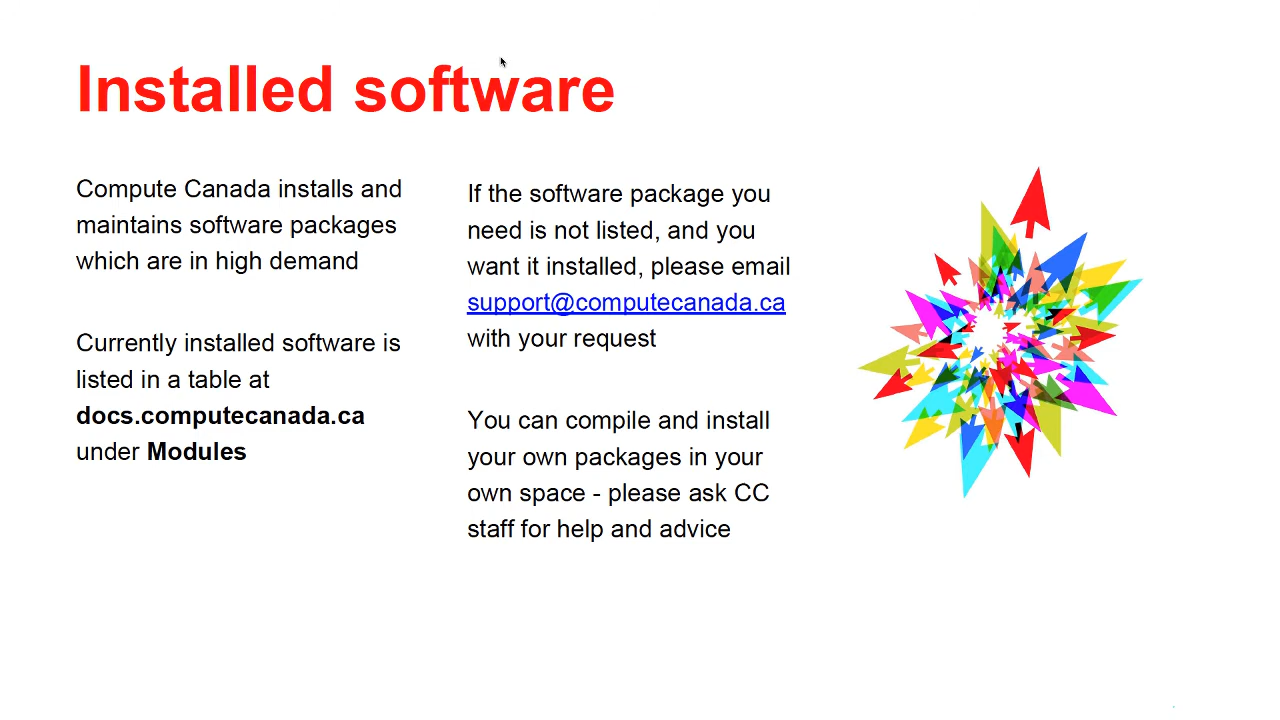 Installed software
Compute Canada installs and
maintains software packages
which are in high demand
Currently installed software is
listed in a table at
docs.computecanada.ca
under Modules
If the software package you
need is not listed, and you
want it installed, please email
support@computecanada.ca
with your request
You can compile and install
your own packages in your
own space - please ask CC
staff for help and advice